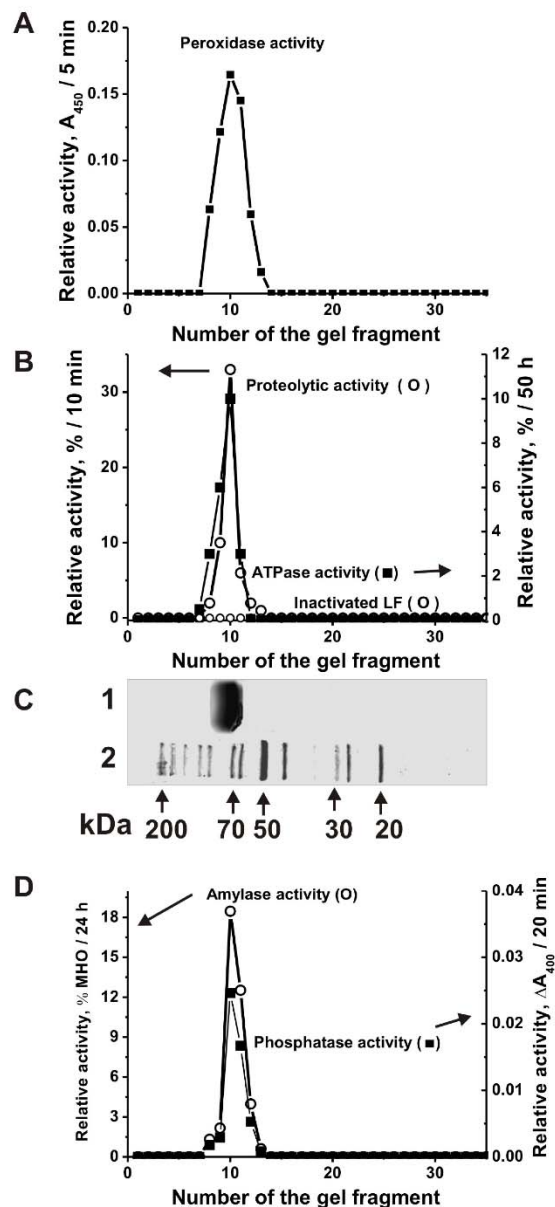 A
Relative activity, A450 / 5 min
0.20
0.15
0.10
0.05
0.00
Peroxidase activity
0 10 20 30
Number of the gel fragment
B
Relative activity, % / 10 min
30
20
10
0
Proteolytic activity ( O )
ATPase activity ( ■ )
Inactivated LF ( O )
12
10
8
6
4
2
0
Relative activity, % / 50 h
0 10 20 30
Number of the gel fragment
C
1
2
kDa 200 70 50 30 20
D
Relative activity, % MHO / 24 h
18
15
12
9
6
3
0
Amylase activity (O)
Phosphatase activity ( ■ )
0.04
0.03
0.02
0.01
0.00
Relative activity, ΔA400 / 20 min
0 10 20 30
Number of the gel fragment